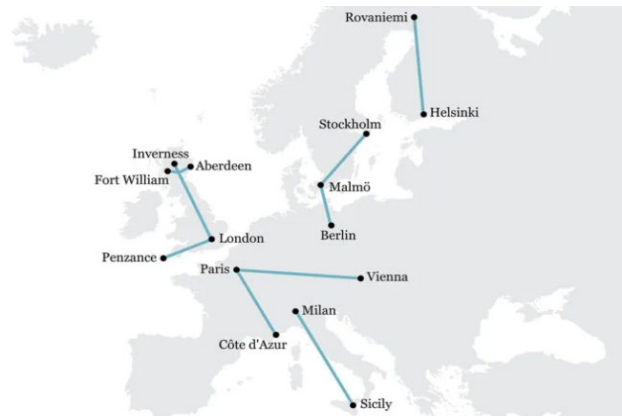 Rovaniemi
Helsinki
Stockholm
Inverness
Aberdeen
Fort William
Malmö
Berlin
London
Penzance
Paris
Vienna
Milan
Côte d'Azur
Sicily